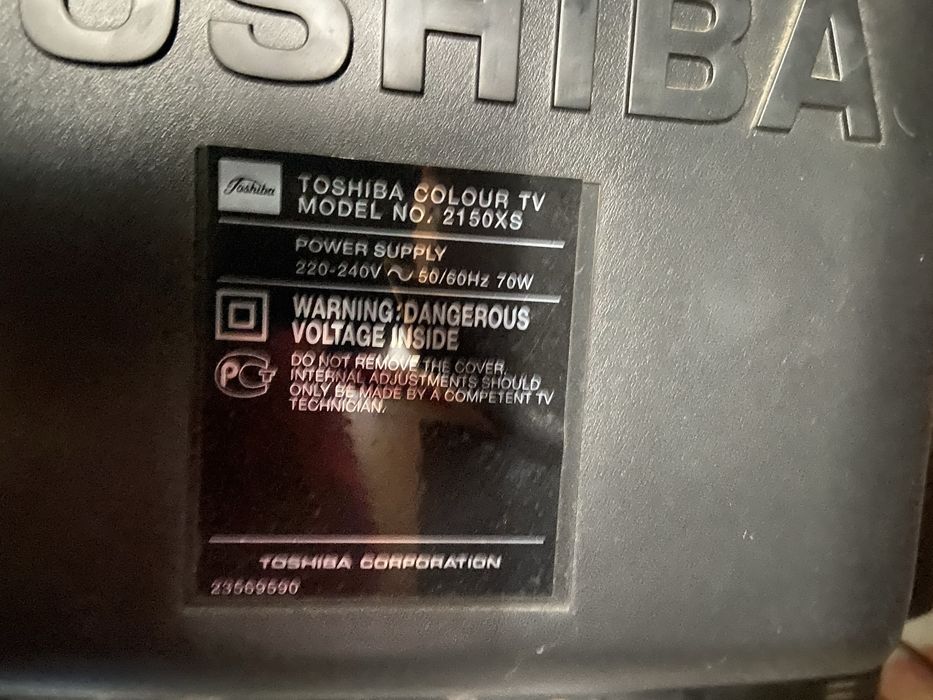 TOSHIBA
Toshiba
TOSHIBA COLOUR TV
MODEL NO. 2150XS
POWER SUPPLY
220-240V ~ 50/60Hz 70W
WARNING:DANGEROUS
VOLTAGE INSIDE
DO NOT REMOVE THE COVER.
INTERNAL ADJUSTMENTS SHOULD
ONLY BE MADE BY A COMPETENT TV
TECHNICIAN.
TOSHIBA CORPORATION
23569590